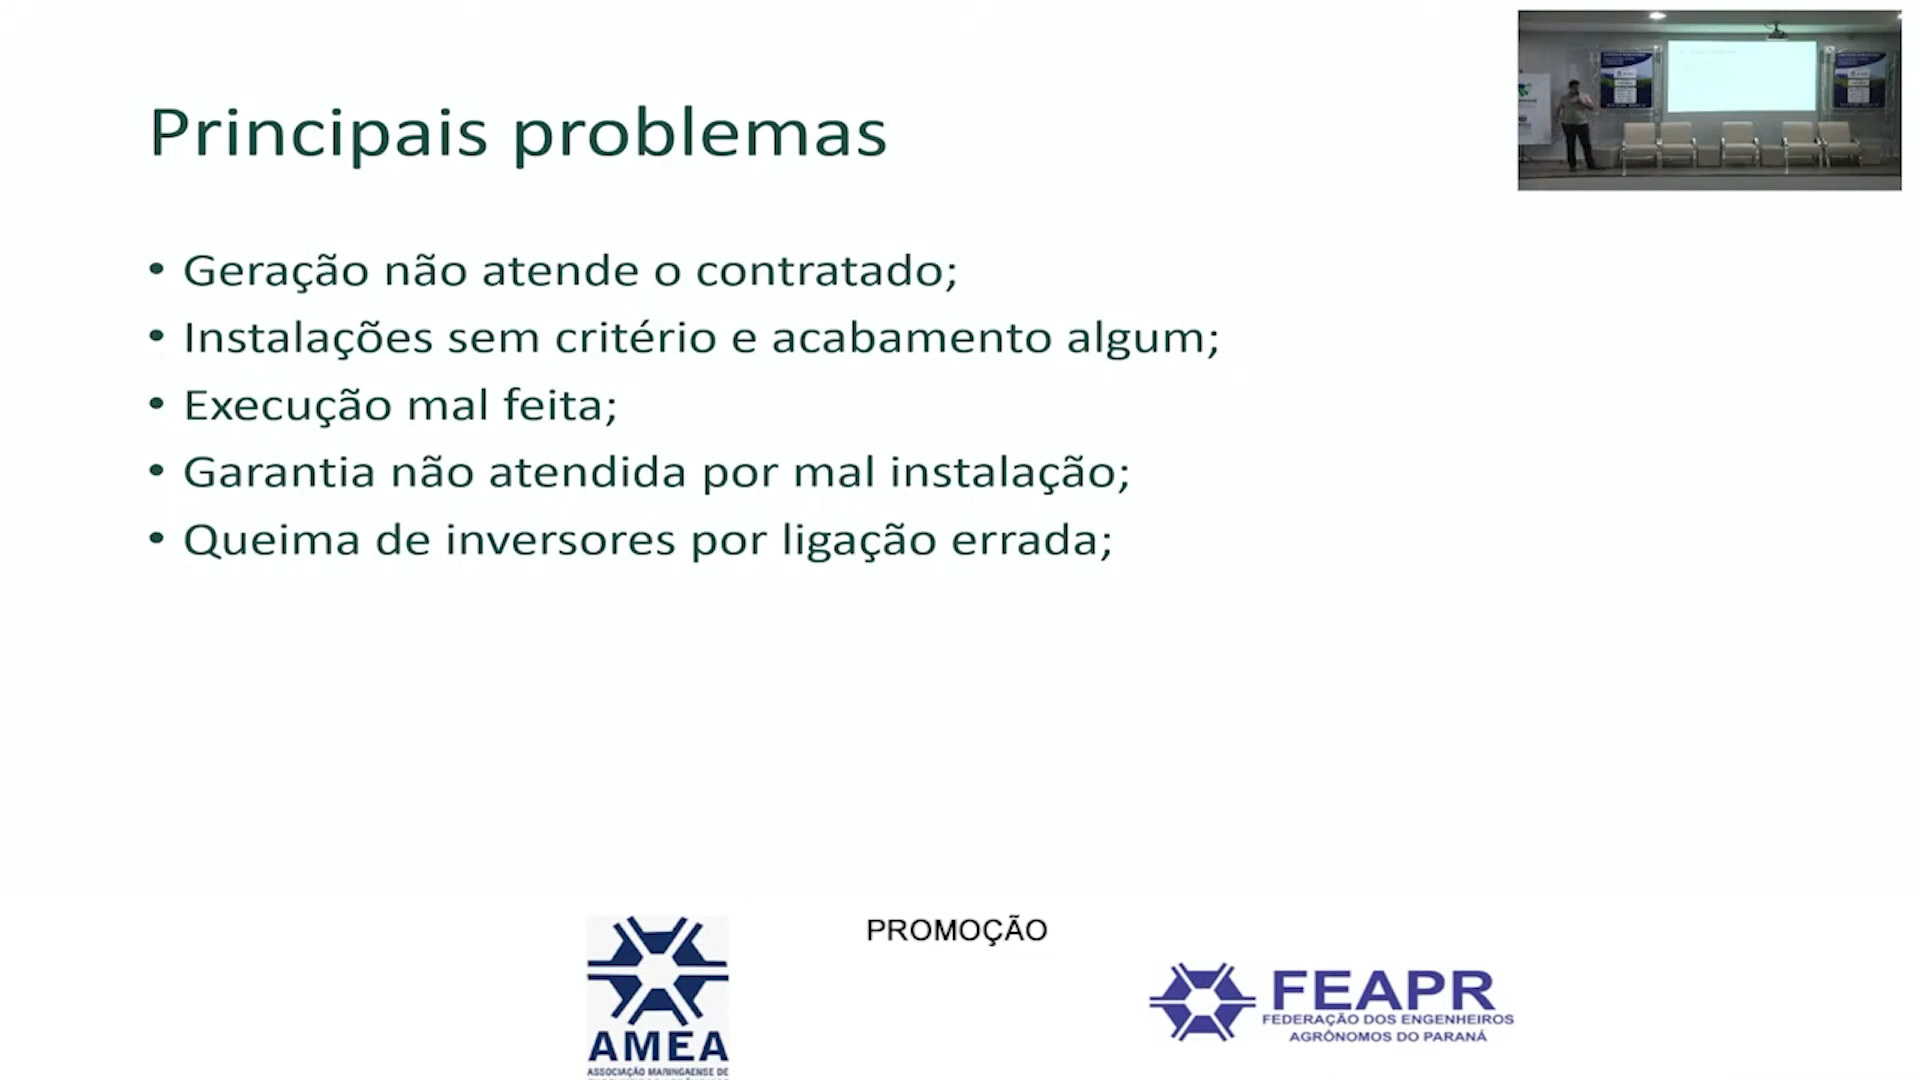 Principais problemas
• Geração não atende o contratado;
• Instalações sem critério e acabamento algum;
• Execução mal feita;
• Garantia não atendida por mal instalação;
• Queima de inversores por ligação errada;
PROMOÇÃO
AMEA
ASSOCIAÇÃO MARINGAENSE DE
FEAPR
FEDERAÇÃO DOS ENGENHEIROS
AGRÔNOMOS DO PARANÁ